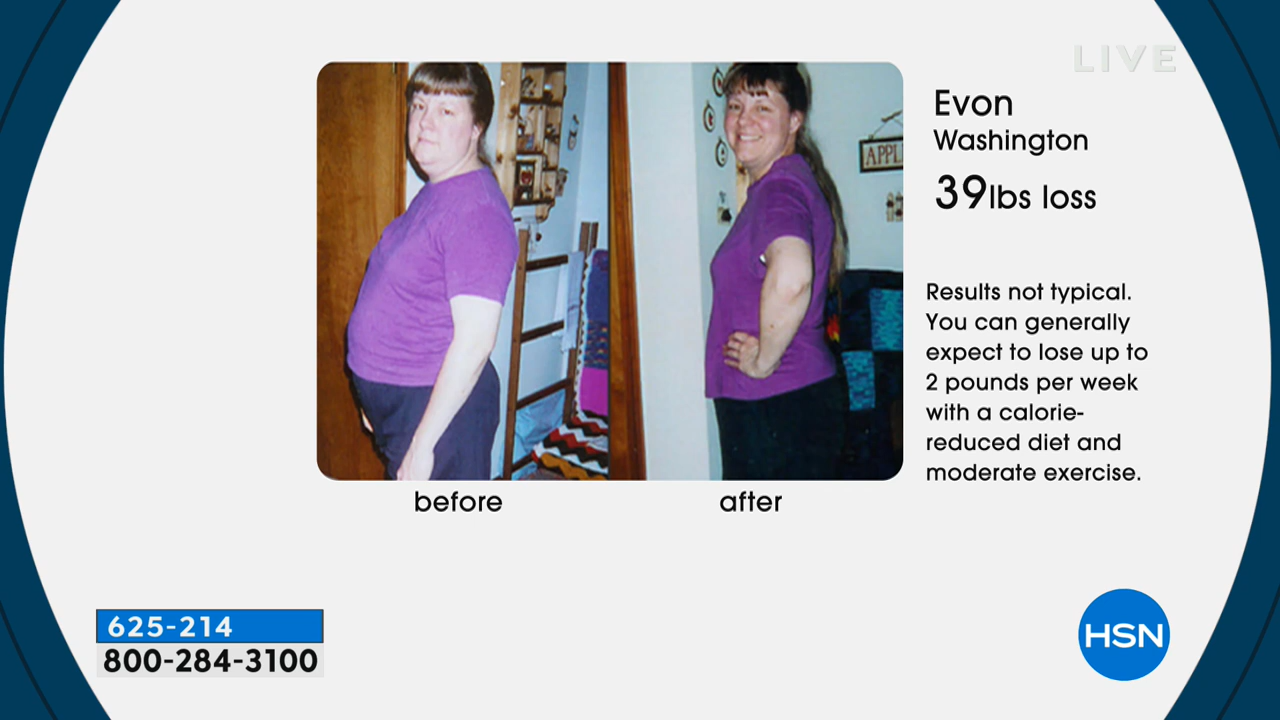 LIVE
Evon
Washington
39lbs loss
APPL
Results not typical.
You can generally
expect to lose up to
2 pounds per week
with a calorie-
reduced diet and
moderate exercise.
before
after
625-214
800-284-3100
HSN